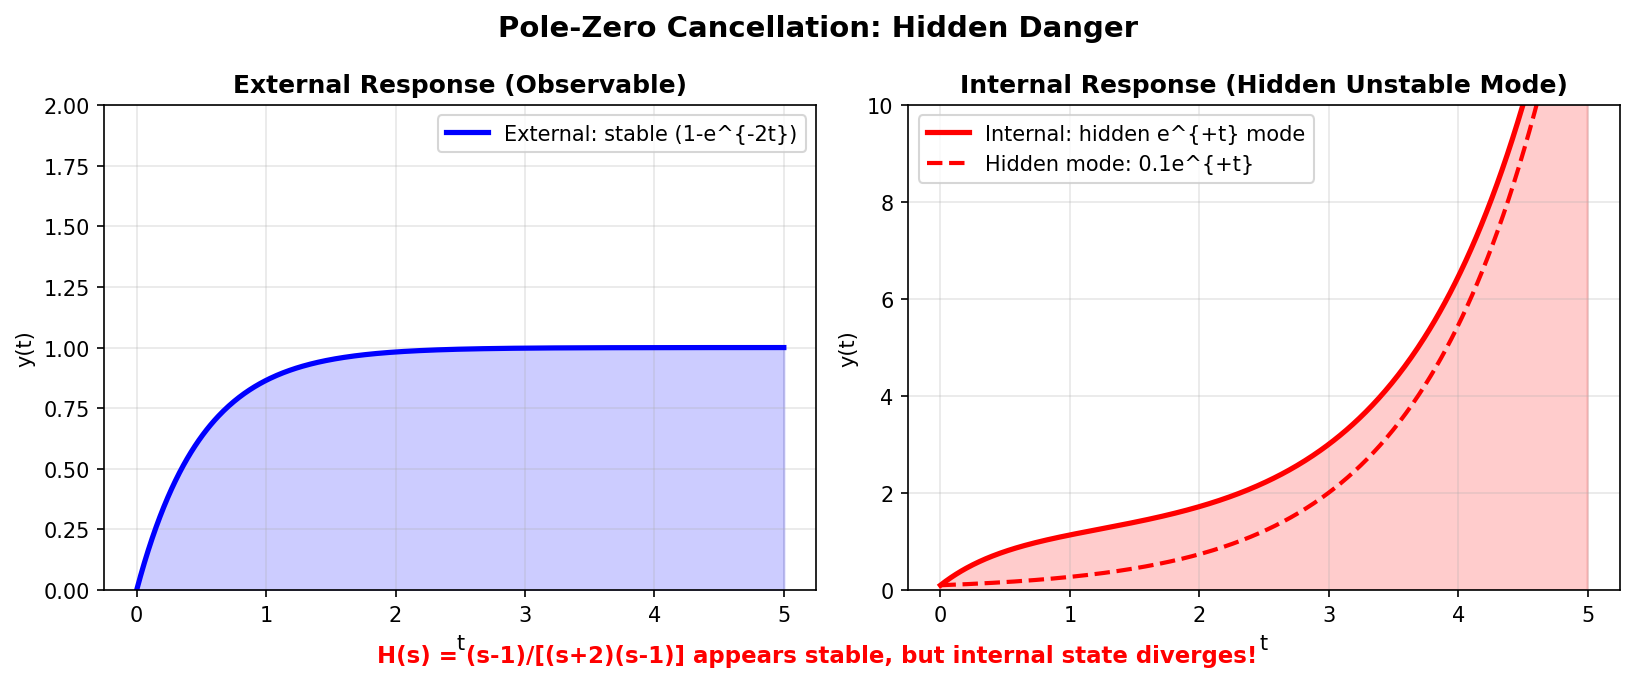 Pole-Zero Cancellation: Hidden Danger
External Response (Observable)
External: stable (1-e^{-2t})
y(t)
2.00
1.75
1.50
1.25
1.00
0.75
0.50
0.25
0.00
0 1 2 3 4 5
t
Internal Response (Hidden Unstable Mode)
Internal: hidden e^{+t} mode
Hidden mode: 0.1e^{+t}
y(t)
10
8
6
4
2
0
0 1 2 3 4 5
t
H(s) = (s-1)/[(s+2)(s-1)] appears stable, but internal state diverges!